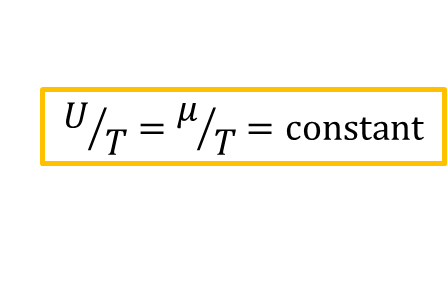 U/T = μ/T = constant